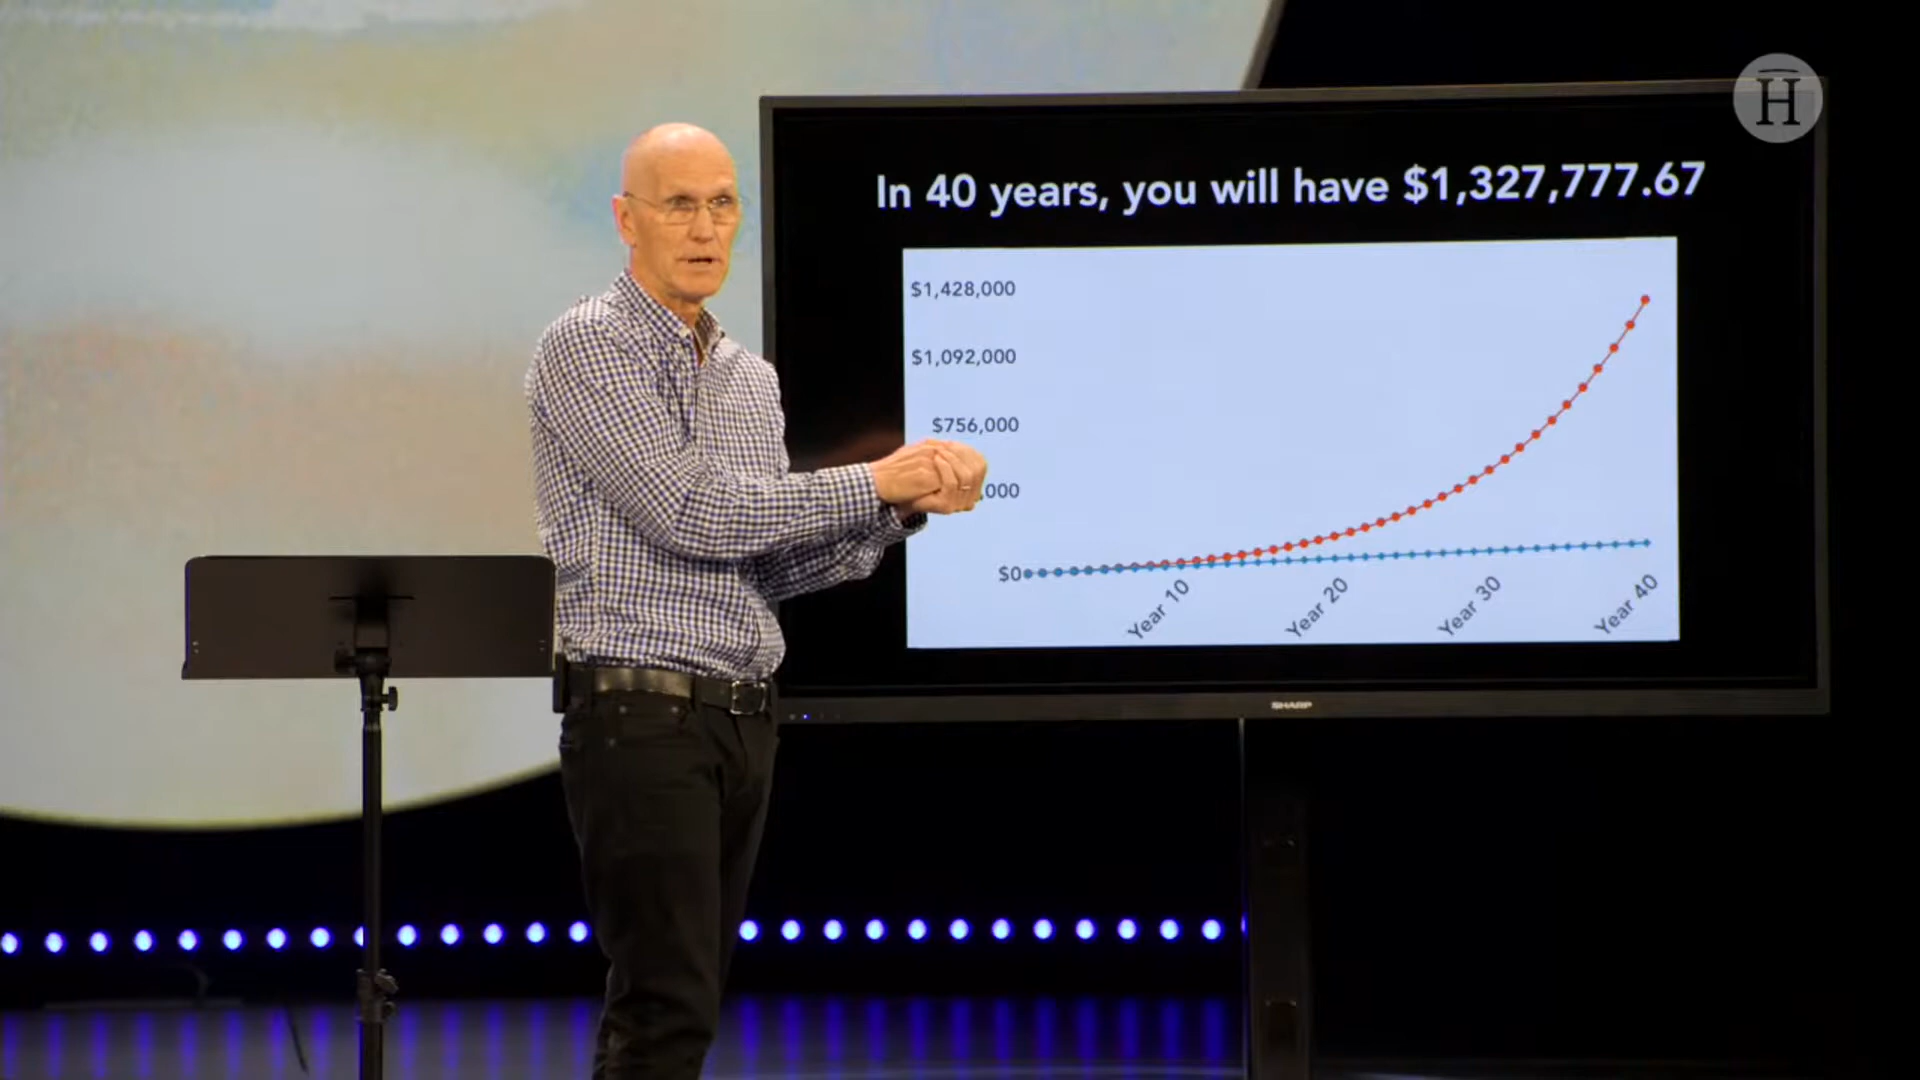 H
In 40 years, you will have $1,327,777.67
$1,428,000
$1,092,000
$756,000
,000
$0
Year 10
Year 20
Year 30
Year 40
SHARP